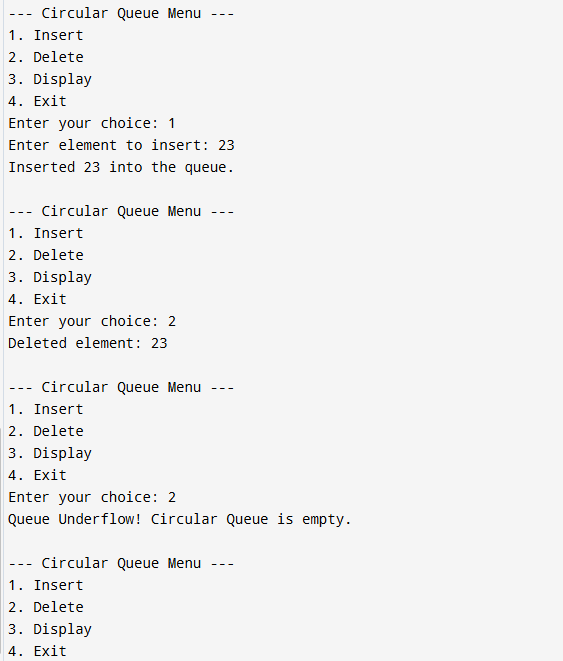 --- Circular Queue Menu ---
1. Insert
2. Delete
3. Display
4. Exit
Enter your choice: 1
Enter element to insert: 23
Inserted 23 into the queue.

--- Circular Queue Menu ---
1. Insert
2. Delete
3. Display
4. Exit
Enter your choice: 2
Deleted element: 23

--- Circular Queue Menu ---
1. Insert
2. Delete
3. Display
4. Exit
Enter your choice: 2
Queue Underflow! Circular Queue is empty.

--- Circular Queue Menu ---
1. Insert
2. Delete
3. Display
4. Exit